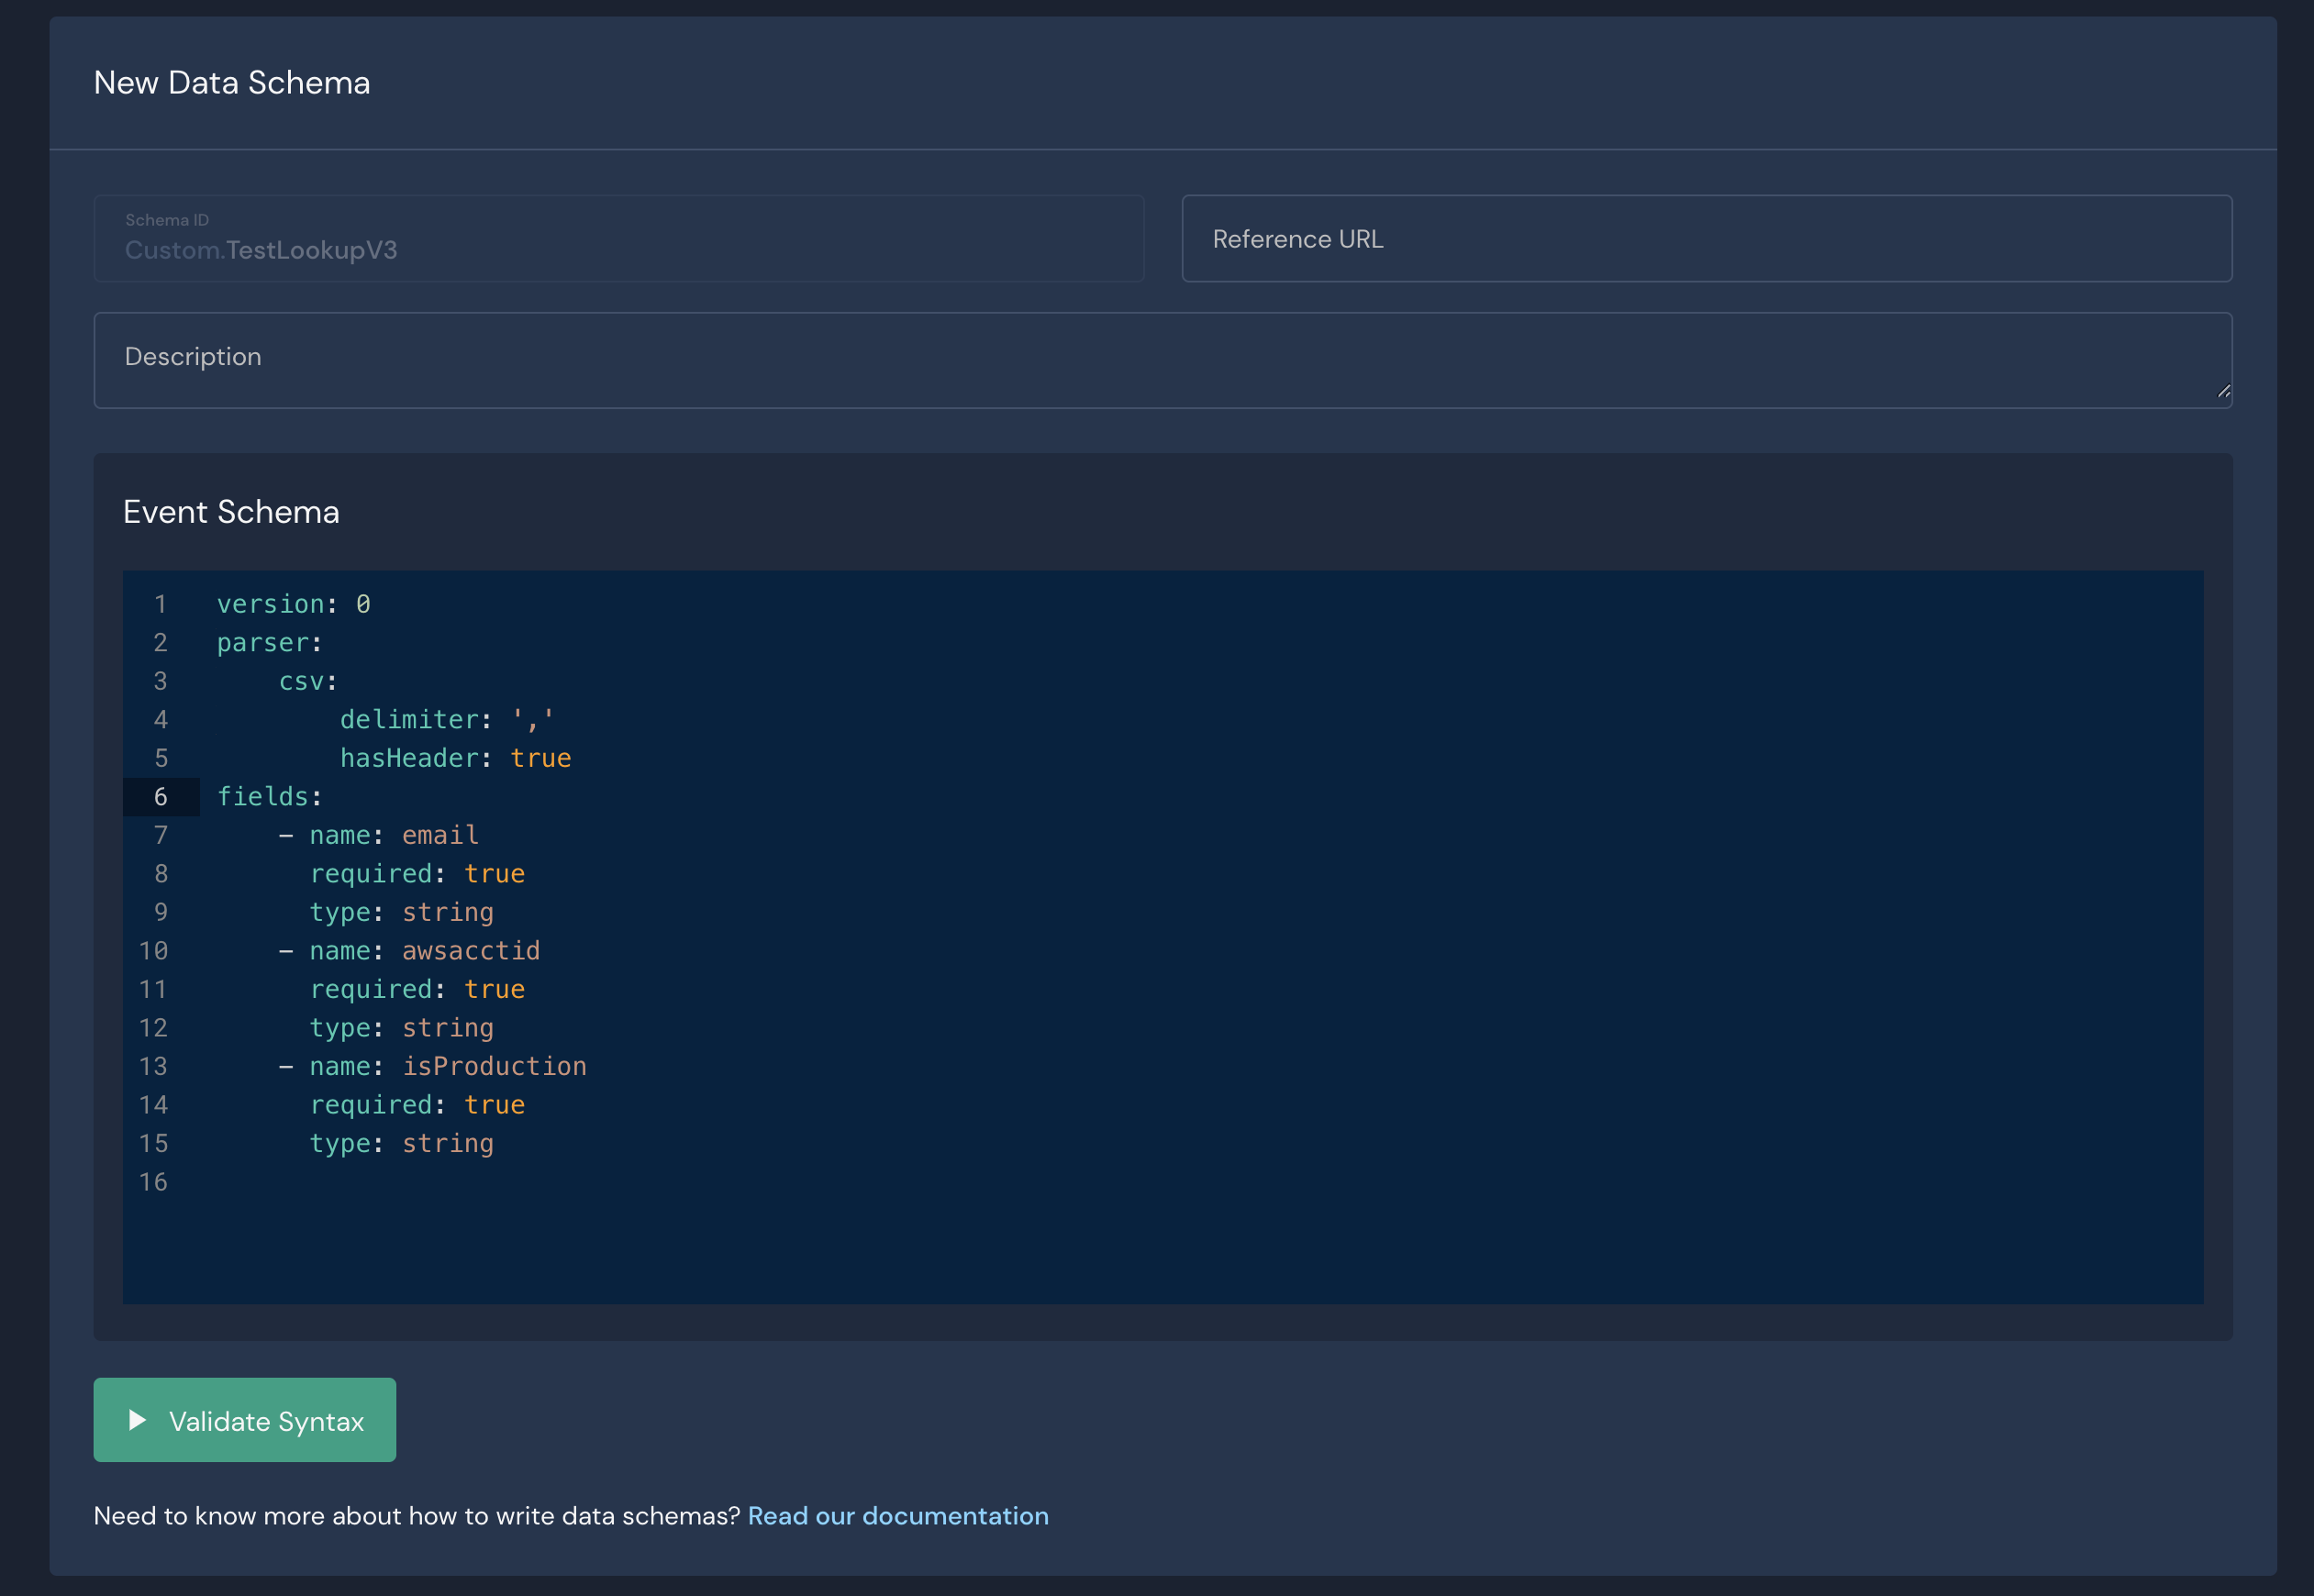 New Data Schema
Schema ID
Custom.TestLookupV3
Reference URL
Description
Event Schema
1 version: 0
2 parser:
3 csv:
4 delimiter: ','
5 hasHeader: true
6 fields:
7 - name: email
8 required: true
9 type: string
10 - name: awsacctid
11 required: true
12 type: string
13 - name: isProduction
14 required: true
15 type: string
16
Validate Syntax
Need to know more about how to write data schemas? Read our documentation